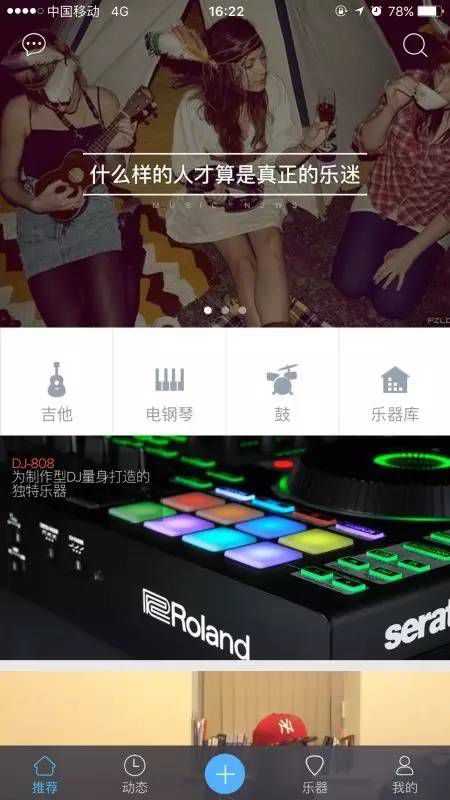 中国移动 4G 16:22 78%
什么样的人才算是真正的乐迷
MUSIC NEWS
FZLD
吉他 电钢琴 鼓 乐器库
DJ-808
为制作型DJ量身打造的
独特乐器
Roland
serat
推荐 动态 乐器 我的